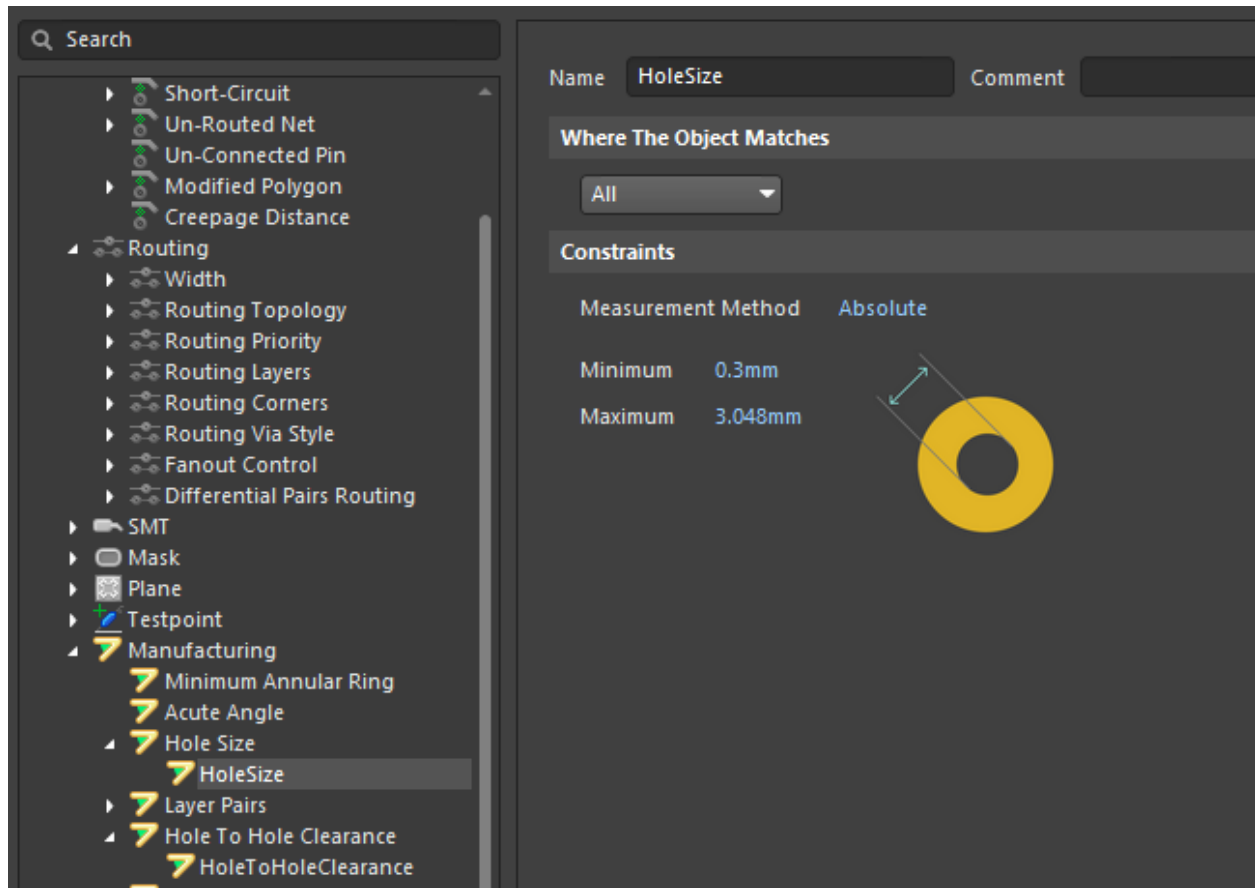 Search
Short-Circuit
Un-Routed Net
Un-Connected Pin
Modified Polygon
Creepage Distance
Routing
Width
Routing Topology
Routing Priority
Routing Layers
Routing Corners
Routing Via Style
Fanout Control
Differential Pairs Routing
SMT
Mask
Plane
Testpoint
Manufacturing
Minimum Annular Ring
Acute Angle
Hole Size
HoleSize
Layer Pairs
Hole To Hole Clearance
HoleToHoleClearance
Name HoleSize Comment
Where The Object Matches
All
Constraints
Measurement Method Absolute
Minimum 0.3mm
Maximum 3.048mm